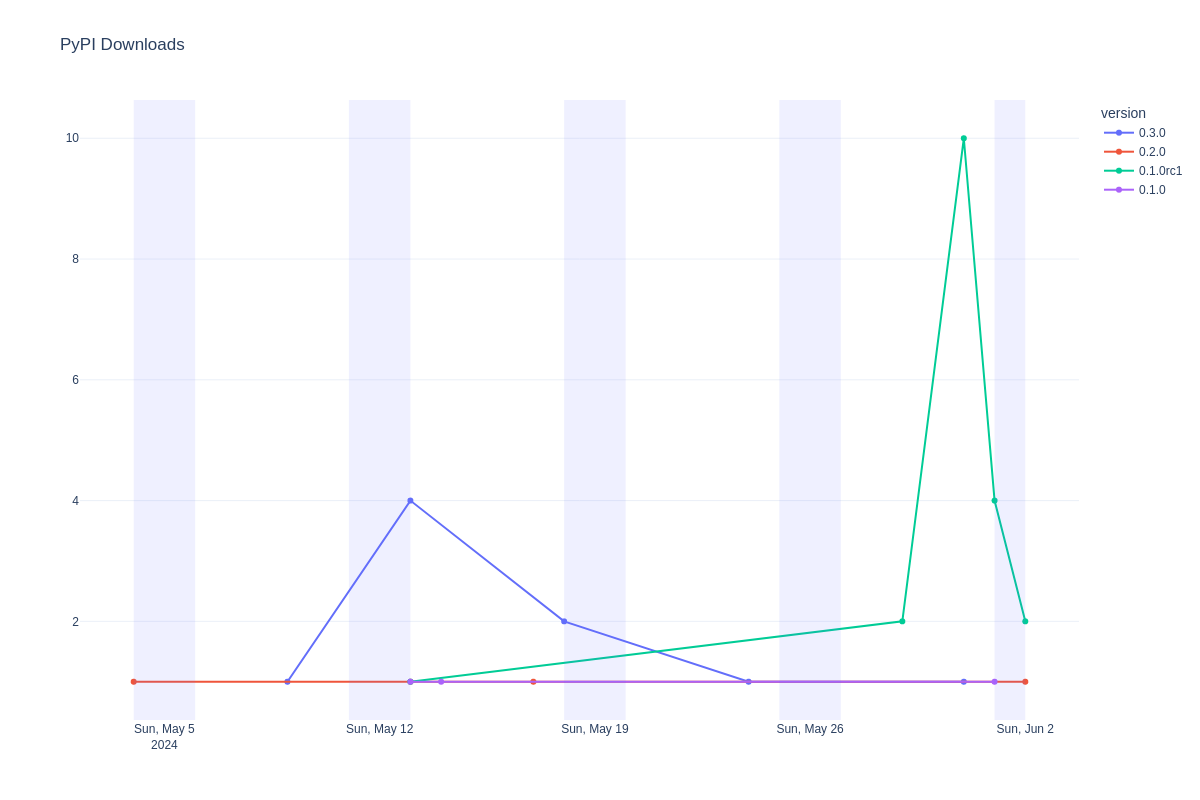 PyPI Downloads
version
0.3.0
0.2.0
0.1.0rc1
0.1.0
10
8
6
4
2
Sun, May 5
2024
Sun, May 12
Sun, May 19
Sun, May 26
Sun, Jun 2